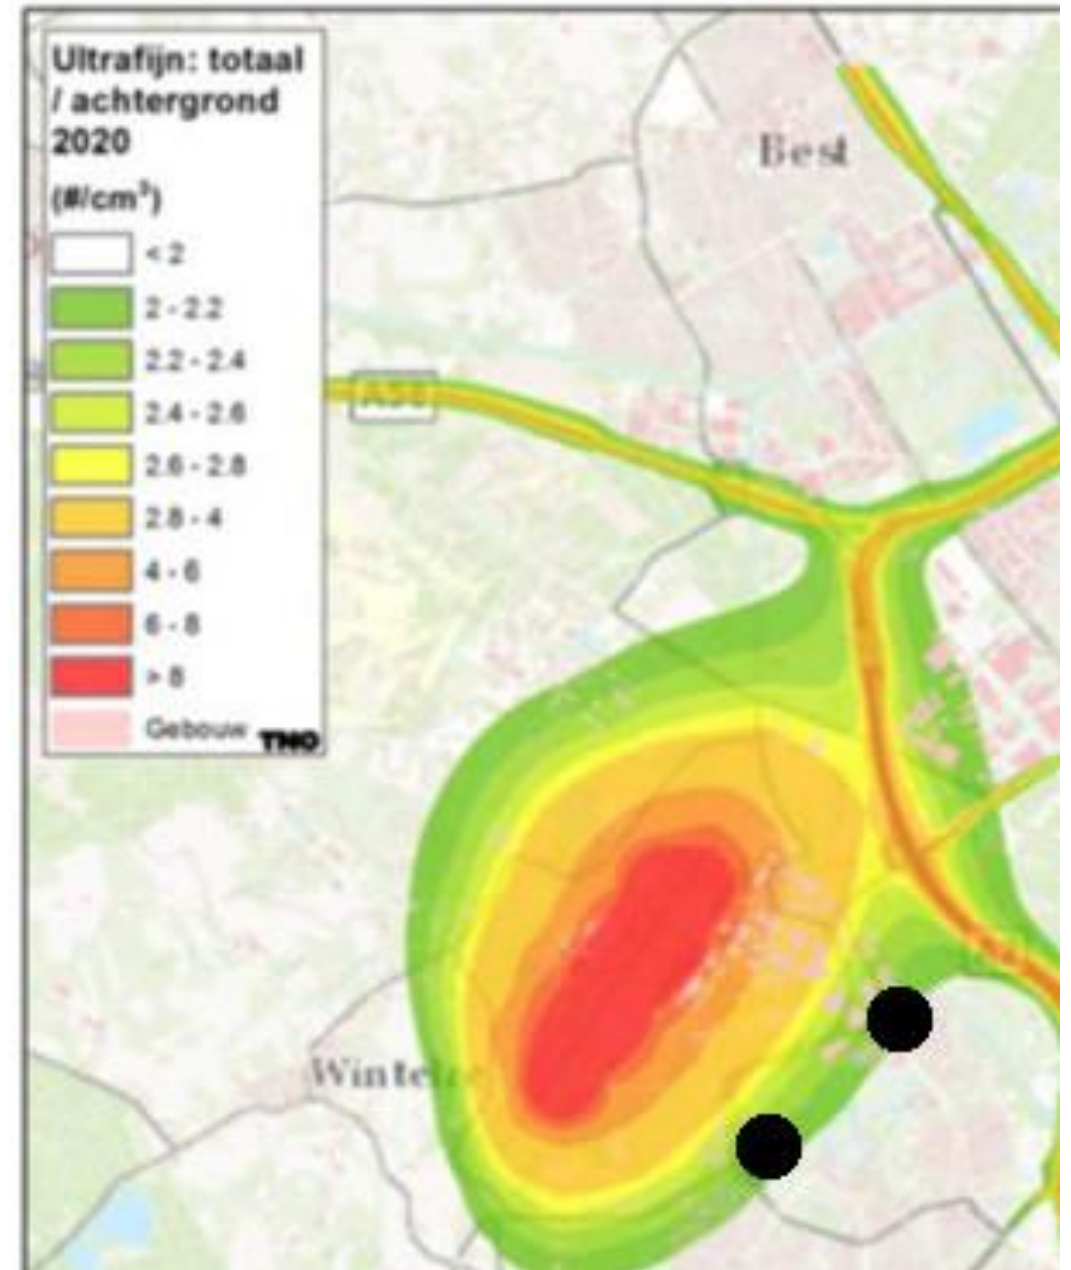 Ultrafijn: totaal
/ achtergrond
2020
(#/cm³)
< 2
2 - 2.2
2.2 - 2.4
2.4 - 2.6
2.6 - 2.8
2.8 - 4
4 - 6
6 - 8
> 8
Gebouw TNO
Best
A58
Wintelre